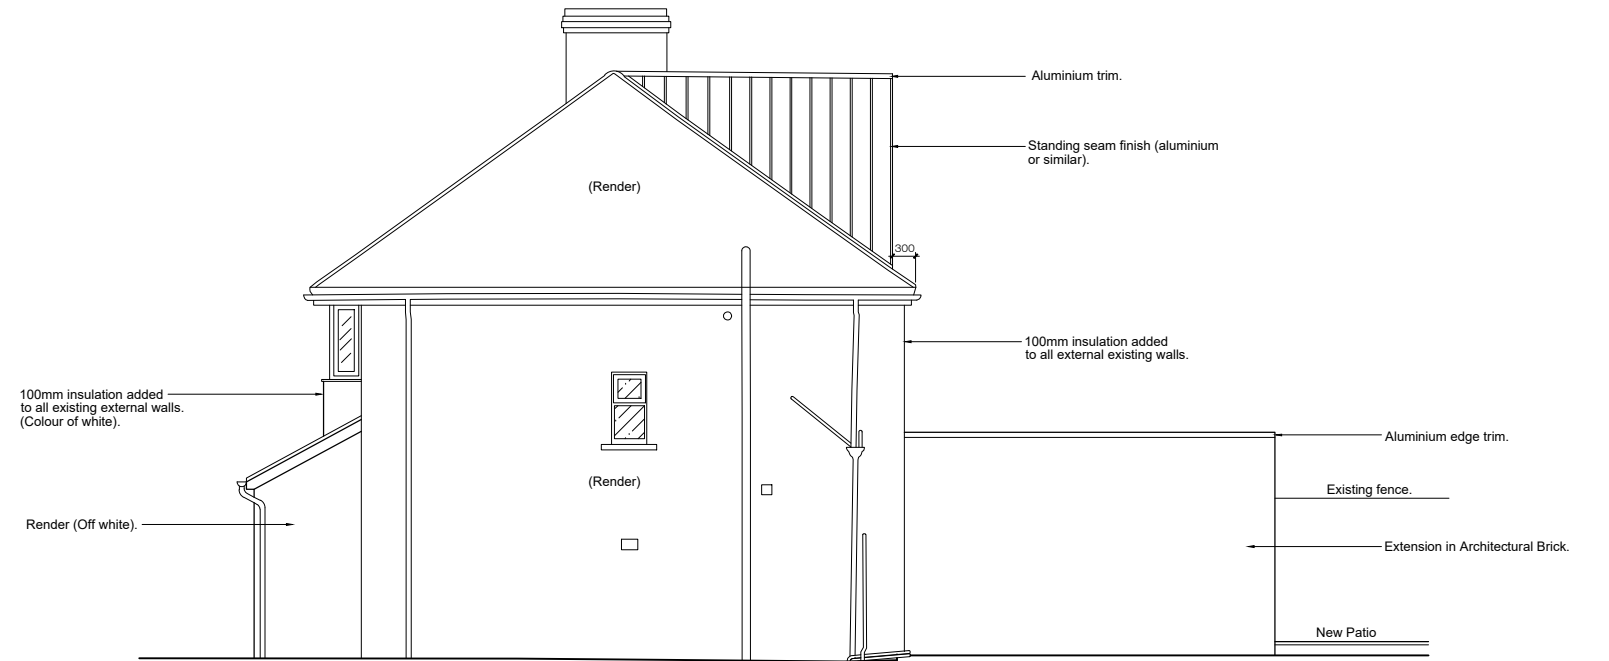 Aluminium trim.
Standing seam finish (aluminium
or similar).
(Render)
300
100mm insulation added
to all external existing walls.
100mm insulation added
to all existing external walls.
(Colour of white).
Aluminium edge trim.
(Render)
Existing fence.
Render (Off white).
Extension in Architectural Brick.
New Patio